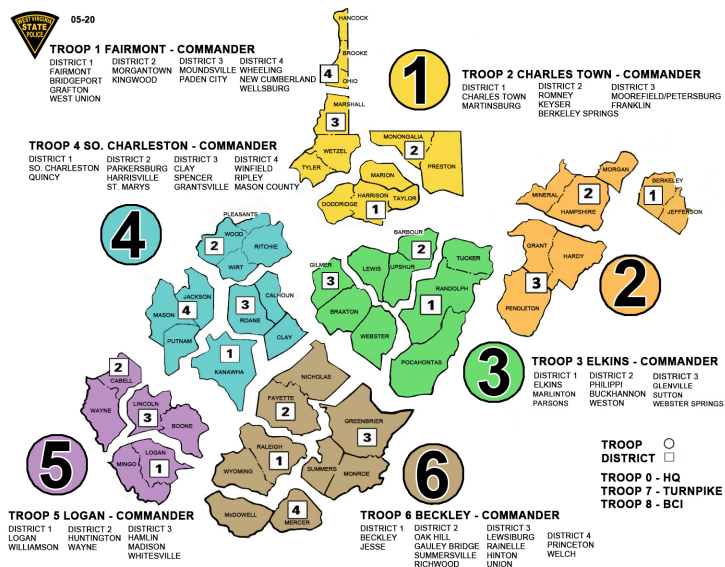 WEST VIRGINIA
STATE
POLICE
05-20
TROOP 1 FAIRMONT - COMMANDER
DISTRICT 1
FAIRMONT
BRIDGEPORT
GRAFTON
WEST UNION
DISTRICT 2
MORGANTOWN
KINGWOOD
DISTRICT 3
MOUNDSVILLE
PADEN CITY
DISTRICT 4
WHEELING
NEW CUMBERLAND
WELLSBURG
HANCOCK
BROOKE
4
OHIO
MARSHALL
3
WETZEL
TYLER
MONONGALIA
2
PRESTON
MARION
HARRISON
TAYLOR
DODDRIDGE
1
1
TROOP 2 CHARLES TOWN - COMMANDER
DISTRICT 1
CHARLES TOWN
MARTINSBURG
DISTRICT 2
ROMNEY
KEYSER
BERKELEY SPRINGS
DISTRICT 3
MOOREFIELD/PETERSBURG
FRANKLIN
MORGAN
BERKELEY
MINERAL
2
1
HAMPSHIRE
JEFFERSON
GRANT
HARDY
3
PENDLETON
2
TROOP 4 SO. CHARLESTON - COMMANDER
DISTRICT 1
SO. CHARLESTON
QUINCY
DISTRICT 2
PARKERSBURG
HARRISVILLE
ST. MARYS
DISTRICT 3
CLAY
SPENCER
GRANTSVILLE
DISTRICT 4
WINFIELD
RIPLEY
MASON COUNTY
4
PLEASANTS
WOOD
2
RITCHIE
WIRT
JACKSON
4
MASON
PUTNAM
CALHOUN
3
ROANE
CLAY
1
KANAWHA
BARBOUR
2
GILMER
LEWIS
UPSHUR
TUCKER
3
RANDOLPH
BRAXTON
1
WEBSTER
POCAHONTAS
3
TROOP 3 ELKINS - COMMANDER
DISTRICT 1
ELKINS
MARLINTON
PARSONS
DISTRICT 2
PHILIPPI
BUCKHANNON
WESTON
DISTRICT 3
GLENVILLE
SUTTON
WEBSTER SPRINGS
2
CABELL
WAYNE
LINCOLN
3
BOONE
LOGAN
MINGO
1
5
TROOP 5 LOGAN - COMMANDER
DISTRICT 1
LOGAN
WILLIAMSON
DISTRICT 2
HUNTINGTON
WAYNE
DISTRICT 3
HAMLIN
MADISON
WHITESVILLE
NICHOLAS
FAYETTE
2
GREENBRIER
3
RALEIGH
1
WYOMING
SUMMERS
MONROE
McDOWELL
4
MERCER
6
TROOP 6 BECKLEY - COMMANDER
DISTRICT 1
BECKLEY
JESSE
DISTRICT 2
OAK HILL
GAULEY BRIDGE
SUMMERSVILLE
RICHWOOD
DISTRICT 3
LEWSIBURG
RAINELLE
HINTON
UNION
DISTRICT 4
PRINCETON
WELCH
TROOP
DISTRICT
TROOP 0 - HQ
TROOP 7 - TURNPIKE
TROOP 8 - BCI